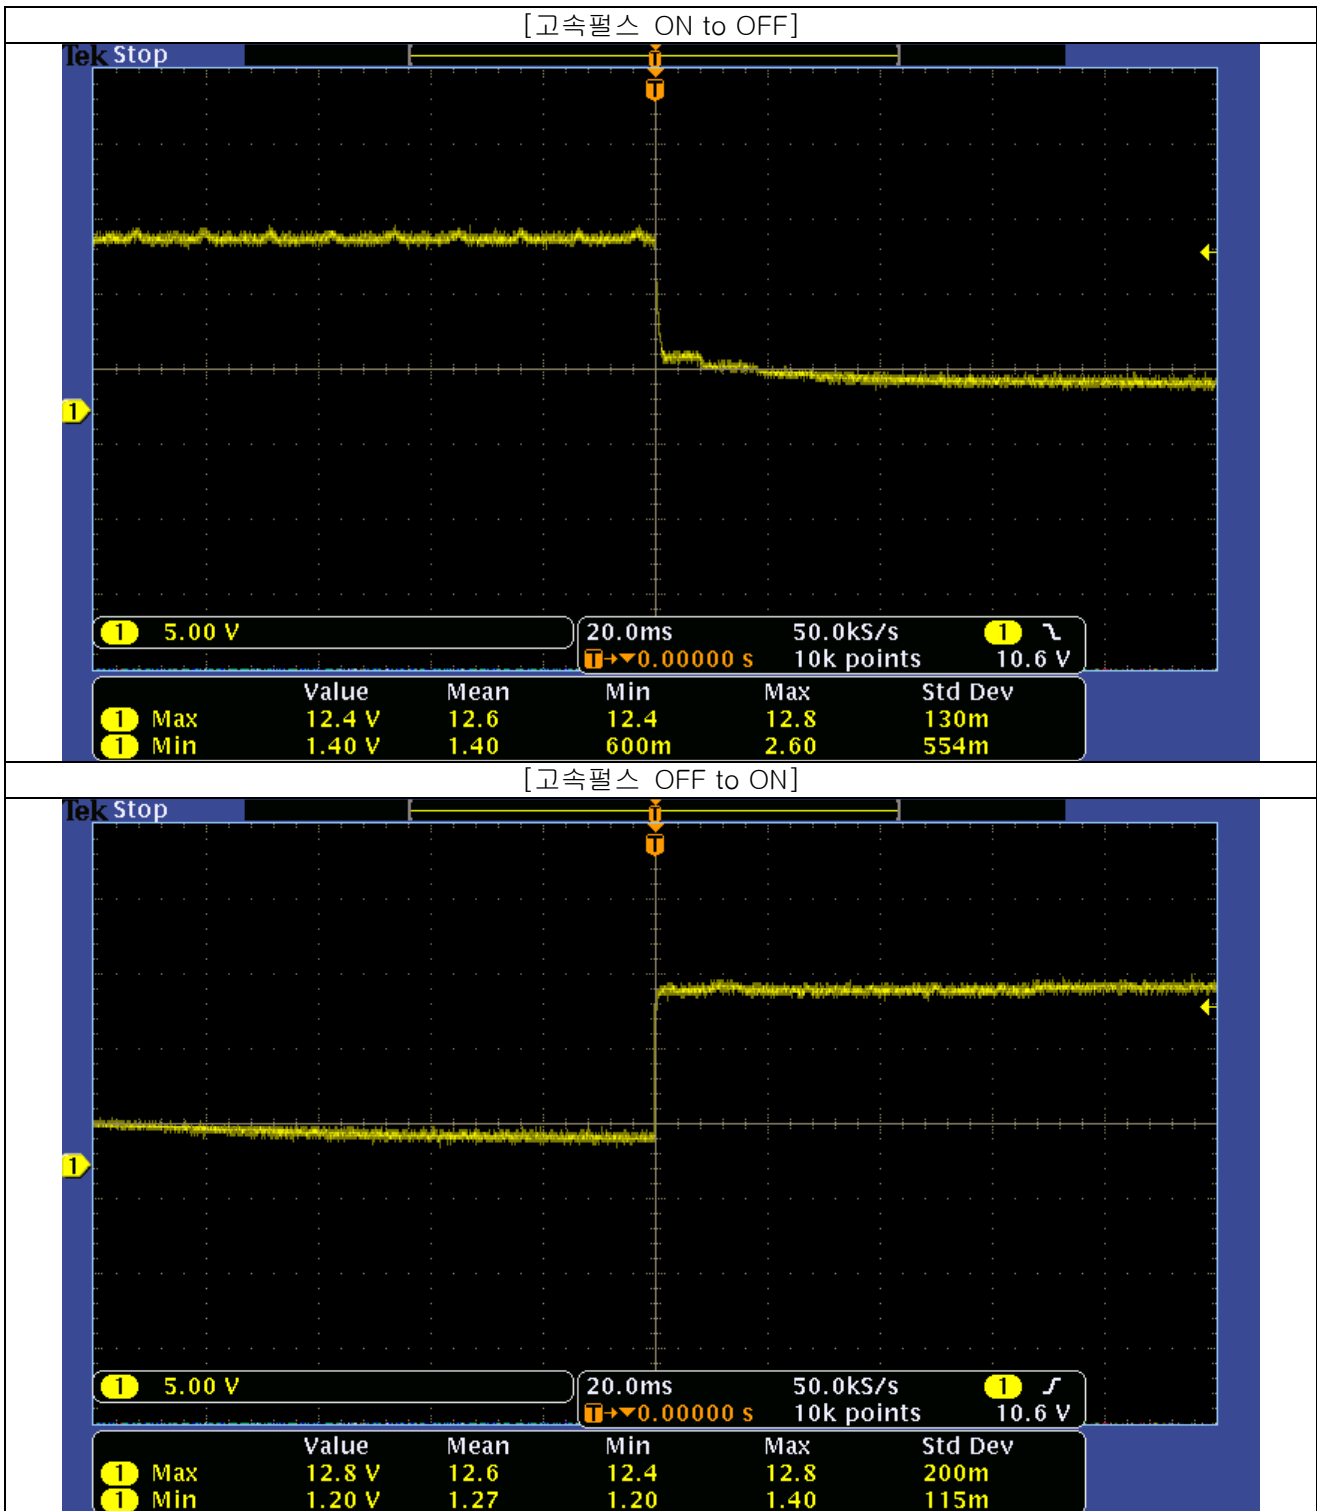 [고속펄스 ON to OFF]
Tek Stop
T
T
1
1 5.00 V
20.0ms 50.0kS/s 1
T→▼0.00000 s 10k points 10.6 V
Value Mean Min Max Std Dev
1 Max 12.4 V 12.6 12.4 12.8 130m
1 Min 1.40 V 1.40 600m 2.60 554m
[고속펄스 OFF to ON]
Tek Stop
T
T
1
1 5.00 V
20.0ms 50.0kS/s 1
T→▼0.00000 s 10k points 10.6 V
Value Mean Min Max Std Dev
1 Max 12.8 V 12.6 12.4 12.8 200m
1 Min 1.20 V 1.27 1.20 1.40 115m